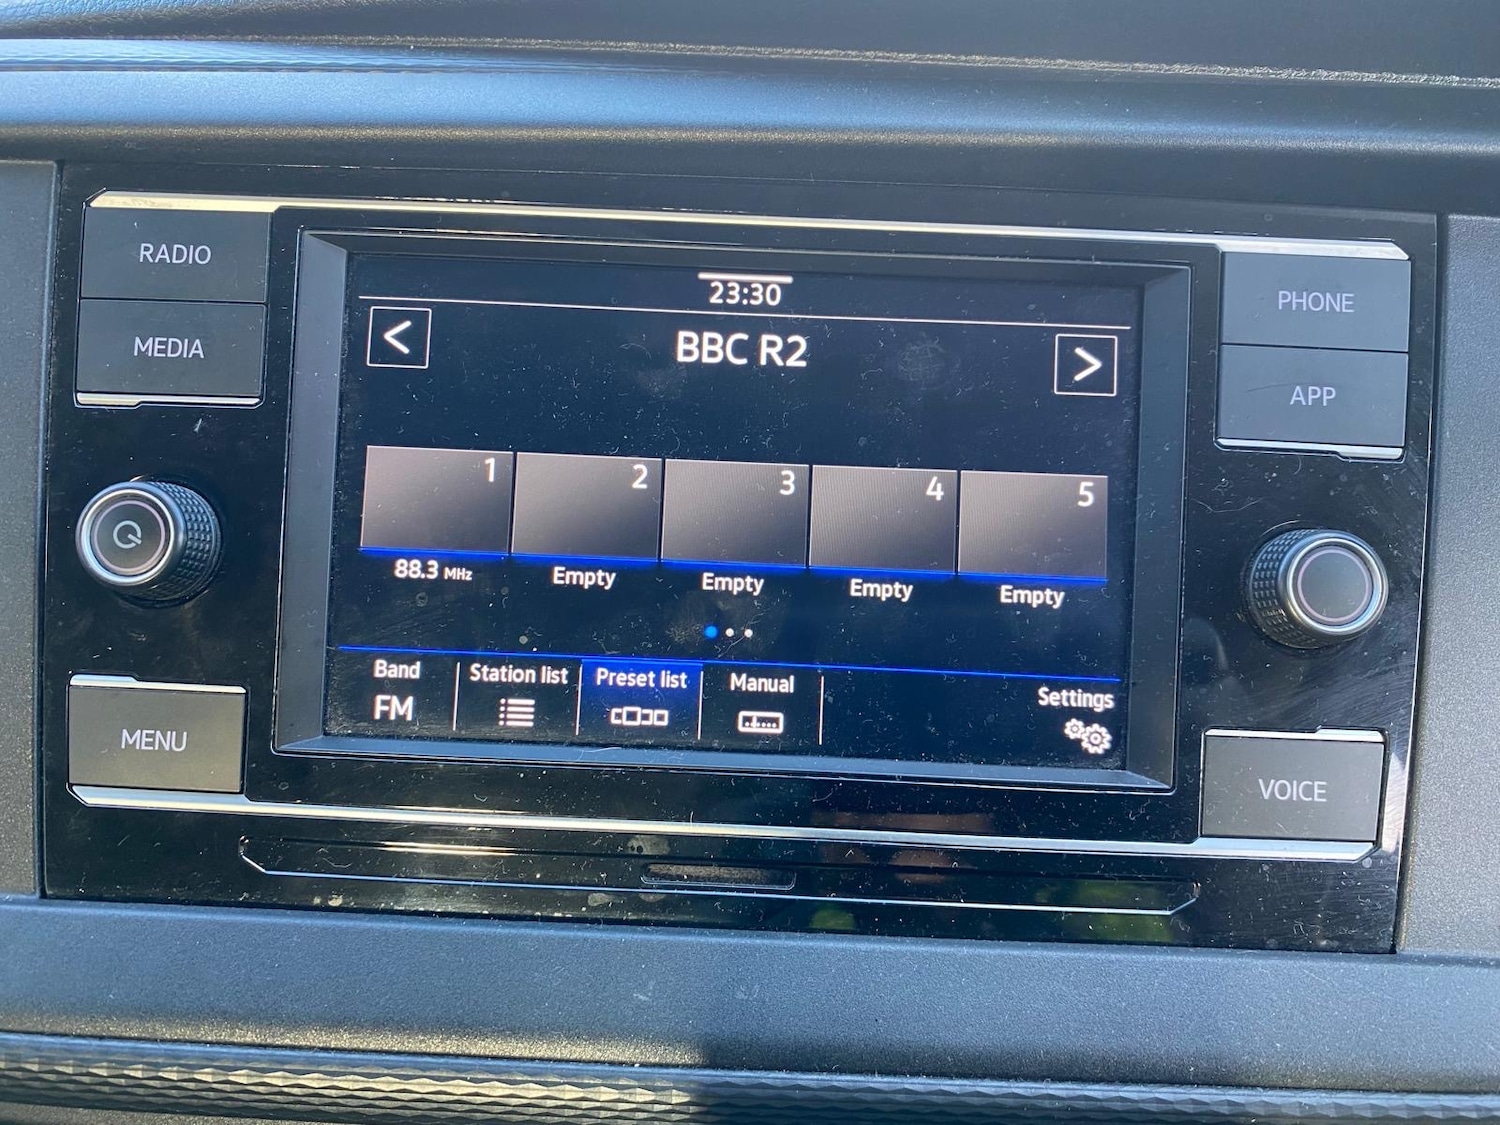 RADIO
MEDIA
MENU
23:30
<
BBC R2
>
1
2
3
4
5
88.3 MHz
Empty
Empty
Empty
Empty
Band
FM
Station list
Preset list
Manual
Settings
PHONE
APP
VOICE